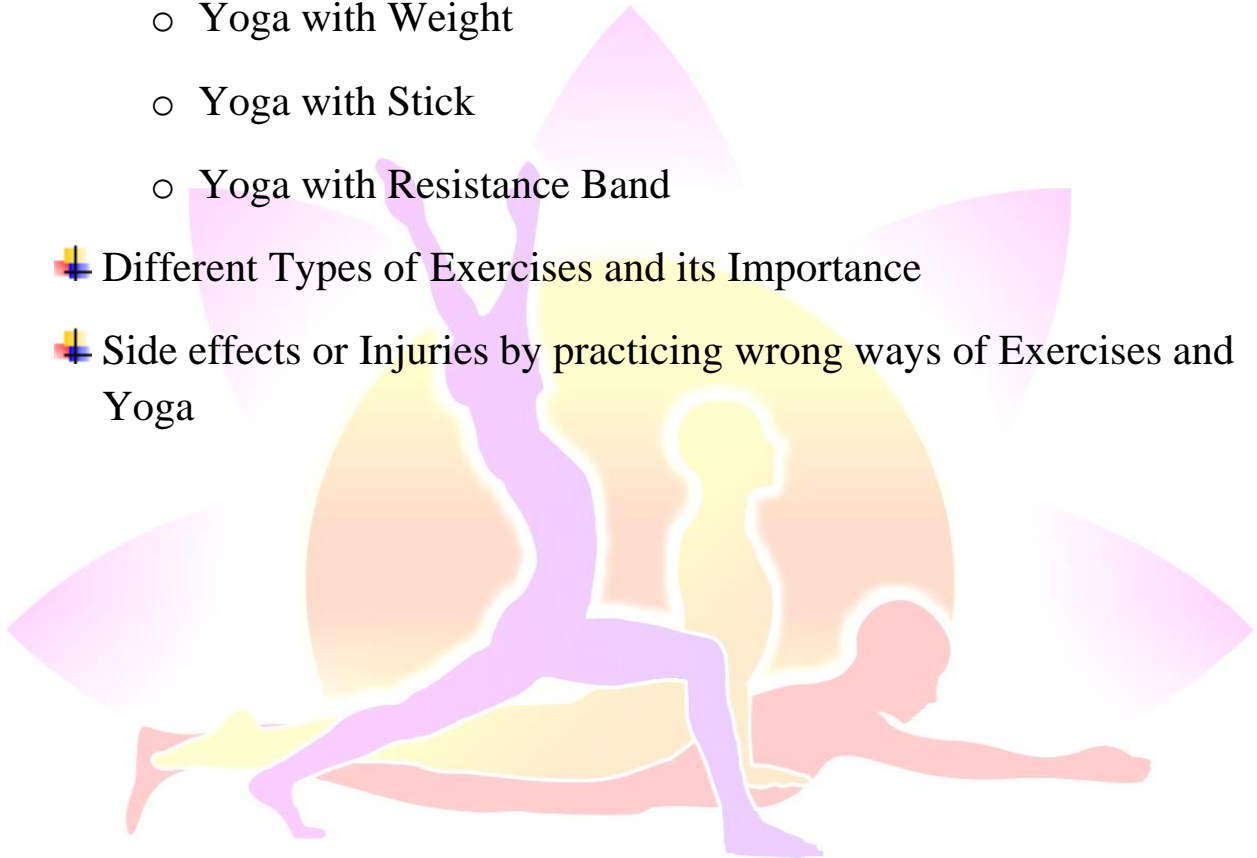 o Yoga with Weight
o Yoga with Stick
o Yoga with Resistance Band
Different Types of Exercises and its Importance
Side effects or Injuries by practicing wrong ways of Exercises and
Yoga